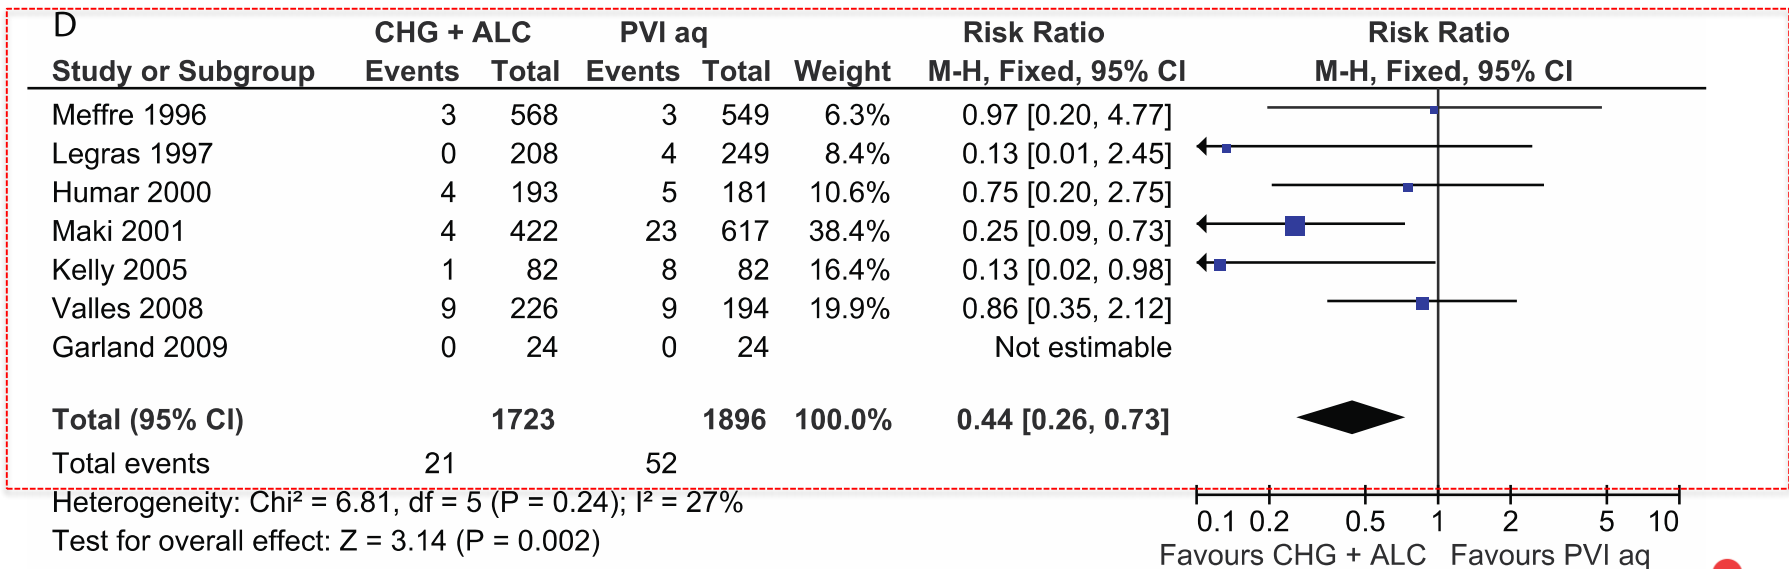 D
CHG + ALC PVI aq Risk Ratio Risk Ratio
Study or Subgroup Events Total Events Total Weight M-H, Fixed, 95% CI M-H, Fixed, 95% CI
Meffre 1996 3 568 3 549 6.3% 0.97 [0.20, 4.77]
Legras 1997 0 208 4 249 8.4% 0.13 [0.01, 2.45]
Humar 2000 4 193 5 181 10.6% 0.75 [0.20, 2.75]
Maki 2001 4 422 23 617 38.4% 0.25 [0.09, 0.73]
Kelly 2005 1 82 8 82 16.4% 0.13 [0.02, 0.98]
Valles 2008 9 226 9 194 19.9% 0.86 [0.35, 2.12]
Garland 2009 0 24 0 24 Not estimable
Total (95% CI) 1723 1896 100.0% 0.44 [0.26, 0.73]
Total events 21 52
Heterogeneity: Chi² = 6.81, df = 5 (P = 0.24); I² = 27%
Test for overall effect: Z = 3.14 (P = 0.002)
0.1 0.2 0.5 1 2 5 10
Favours CHG + ALC Favours PVI aq